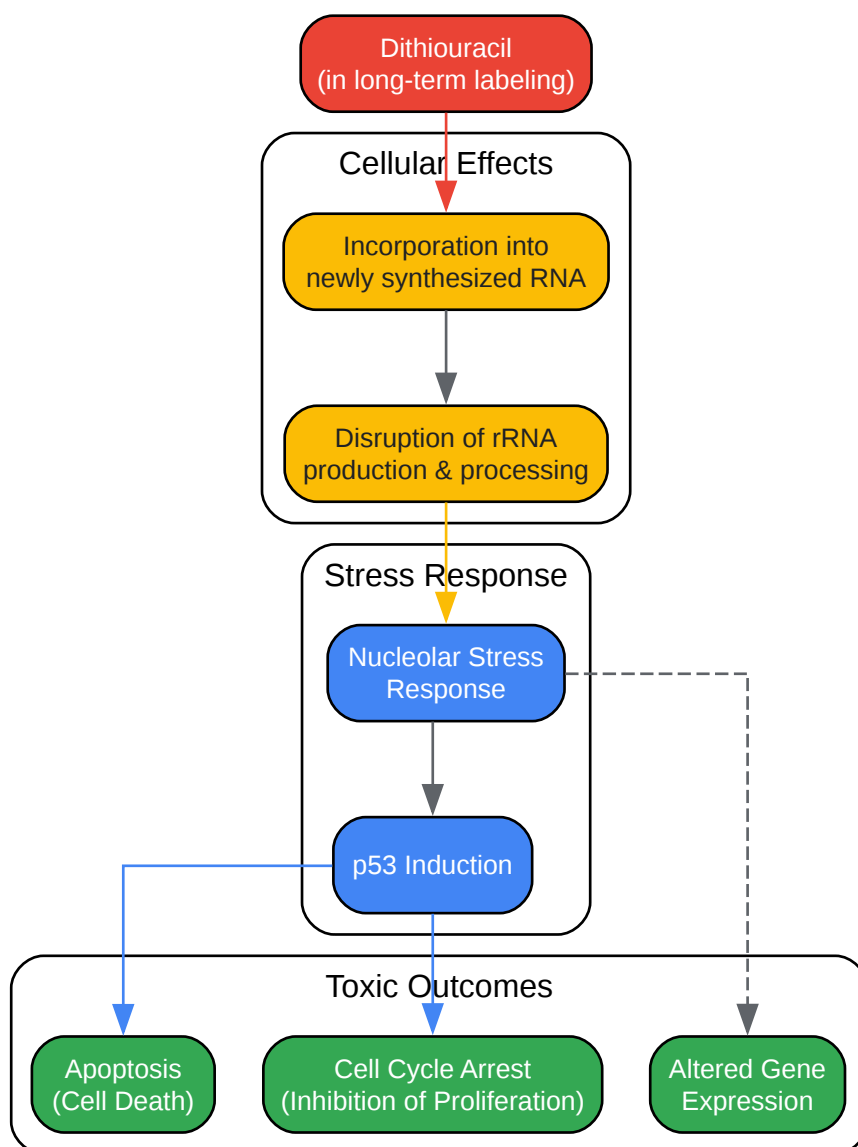 Dithiouracil
(in long-term labeling)
Cellular Effects
Incorporation into
newly synthesized RNA
Disruption of rRNA
production & processing
Stress Response
Nucleolar Stress
Response
p53 Induction
Toxic Outcomes
Apoptosis
(Cell Death)
Cell Cycle Arrest
(Inhibition of Proliferation)
Altered Gene
Expression